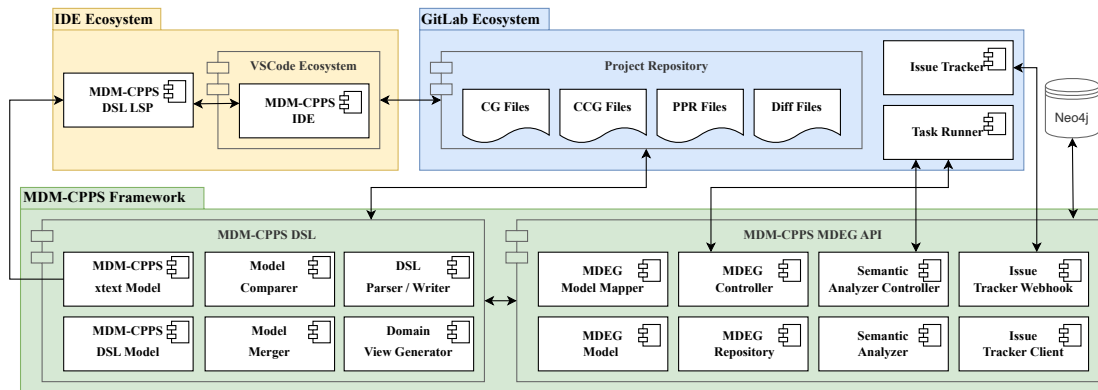 IDE Ecosystem
GitLab Ecosystem
VSCode Ecosystem
MDM-CPPS
DSL LSP
MDM-CPPS
IDE
Project Repository
CG Files
CCG Files
PPR Files
Diff Files
Issue Tracker
Task Runner
Neo4j
MDM-CPPS Framework
MDM-CPPS DSL
MDM-CPPS
xtext Model
Model
Comparer
DSL
Parser / Writer
MDM-CPPS
DSL Model
Model
Merger
Domain
View Generator
MDM-CPPS MDEG API
MDEG
Model Mapper
MDEG
Controller
Semantic
Analyzer Controller
Issue
Tracker Webhook
MDEG
Model
MDEG
Repository
Semantic
Analyzer
Issue
Tracker Client